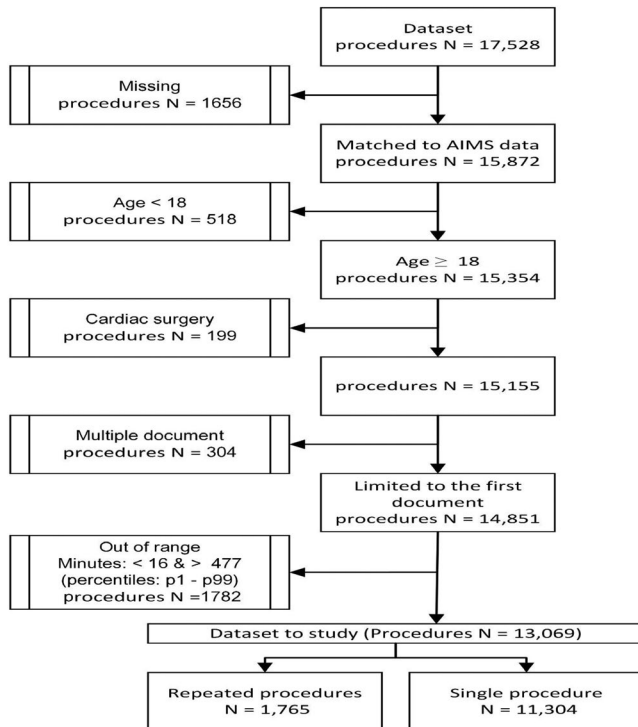 Dataset
procedures N = 17,528
Missing
procedures N = 1656
Matched to AIMS data
procedures N = 15,872
Age < 18
procedures N = 518
Age ≥ 18
procedures N = 15,354
Cardiac surgery
procedures N = 199
procedures N = 15,155
Multiple document
procedures N = 304
Limited to the first
document
procedures N = 14,851
Out of range
Minutes: < 16 & > 477
(percentiles: p1 - p99)
procedures N =1782
Dataset to study (Procedures N = 13,069)
Repeated procedures
N = 1,765
Single procedure
N = 11,304